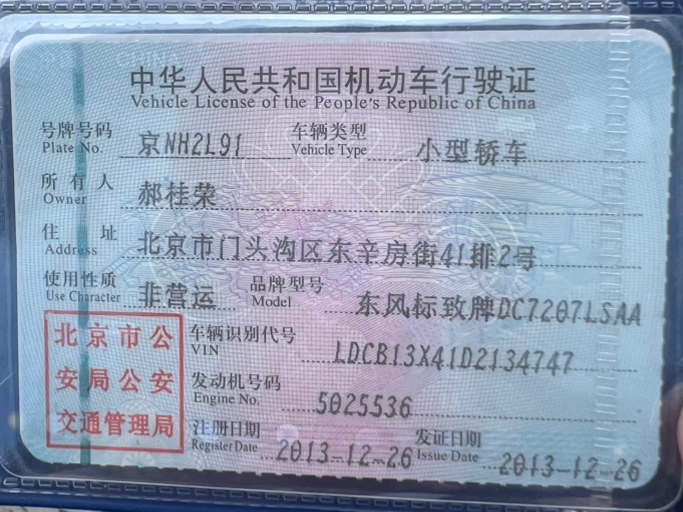 中华人民共和国机动车行驶证
Vehicle License of the People's Republic of China
号牌号码 京NH2L91 车辆类型 小型轿车
Plate No. Vehicle Type
所有人 郝桂荣
Owner
住址 北京市门头沟区东辛房街41排2号
Address
使用性质 非营运 品牌型号 东风标致牌DC7207LSAA
Use Character Model
北京市公
安局公安
交通管理局
车辆识别代号 LDCB13X41D2134747
VIN
发动机号码 5025536
Engine No.
注册日期 2013-12-26 发证日期 2013-12-26
Register Date Issue Date